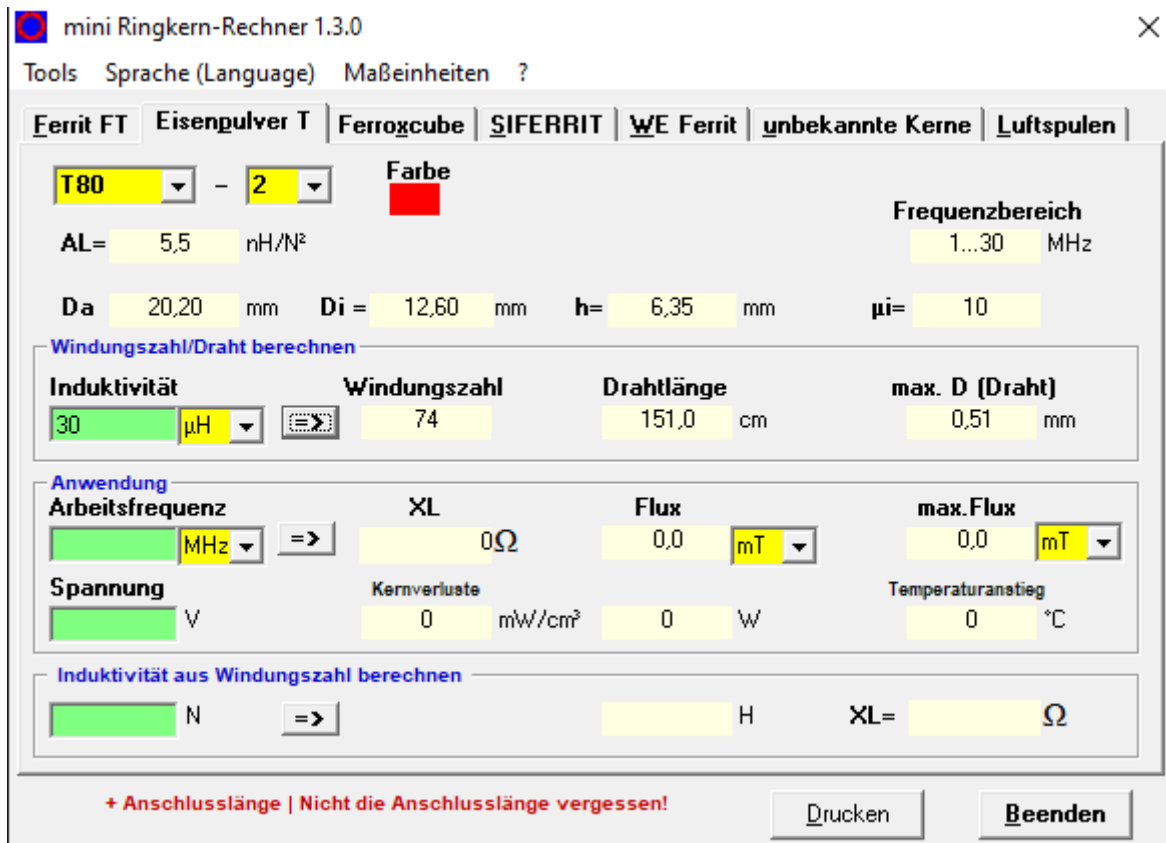 mini Ringkern-Rechner 1.3.0
Tools Sprache (Language) Maßeinheiten ?
Ferrit FT Eisenpulver T Ferroxcube SIFERRIT WE Ferrit unbekannte Kerne Luftspulen
Farbe
T80 - 2
Frequenzbereich
AL= 5,5 nH/N² 1...30 MHz
Da 20,20 mm Di = 12,60 mm h= 6,35 mm µi= 10
Windungszahl/Draht berechnen
Induktivität Windungszahl Drahtlänge max. D (Draht)
30 µH => 74 151,0 cm 0,51 mm
Anwendung
Arbeitsfrequenz XL Flux max.Flux
MHz => 0Ω 0,0 mT 0,0 mT
Spannung Kernverluste Temperaturanstieg
V 0 mW/cm³ 0 W 0 °C
Induktivität aus Windungszahl berechnen
N => H XL= Ω
+ Anschlusslänge | Nicht die Anschlusslänge vergessen!
Drucken Beenden